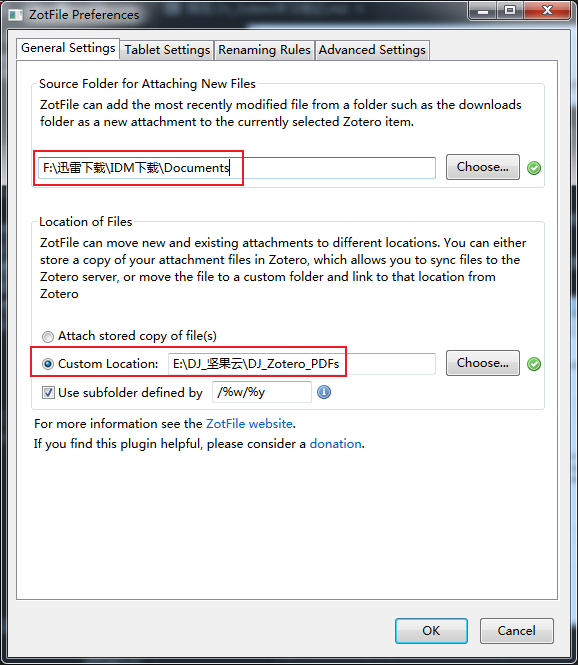 ZotFile Preferences
General Settings Tablet Settings Renaming Rules Advanced Settings
Source Folder for Attaching New Files
ZotFile can add the most recently modified file from a folder such as the downloads
folder as a new attachment to the currently selected Zotero item.
F:\迅雷下载\IDM下载\Documents Choose...
Location of Files
ZotFile can move new and existing attachments to different locations. You can either
store a copy of your attachment files in Zotero, which allows you to sync files to the
Zotero server, or move the file to a custom folder and link to that location from
Zotero
Attach stored copy of file(s)
Custom Location: E:\DJ_坚果云\DJ_Zotero_PDFs Choose...
Use subfolder defined by /%w/%y
For more information see the ZotFile website.
If you find this plugin helpful, please consider a donation.
OK Cancel